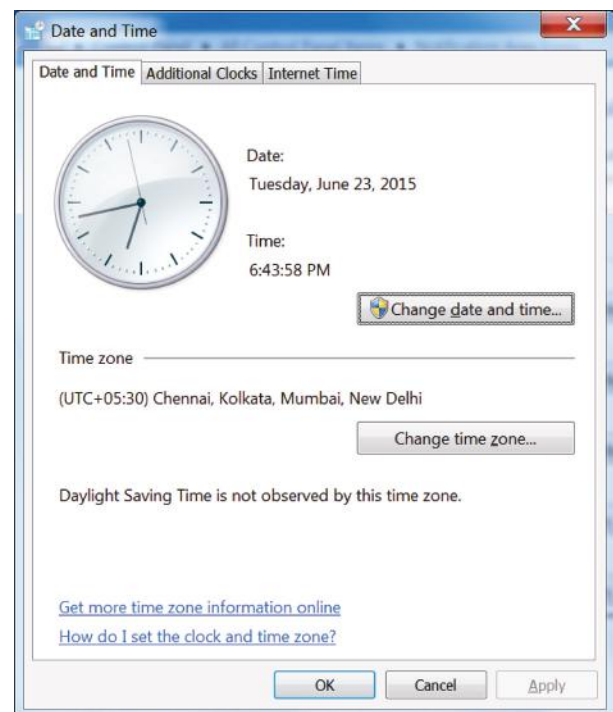 Date and Time
Date and Time Additional Clocks Internet Time
Date:
Tuesday, June 23, 2015
Time:
6:43:58 PM
Change date and time...
Time zone
(UTC+05:30) Chennai, Kolkata, Mumbai, New Delhi
Change time zone...
Daylight Saving Time is not observed by this time zone.
Get more time zone information online
How do I set the clock and time zone?
OK Cancel Apply